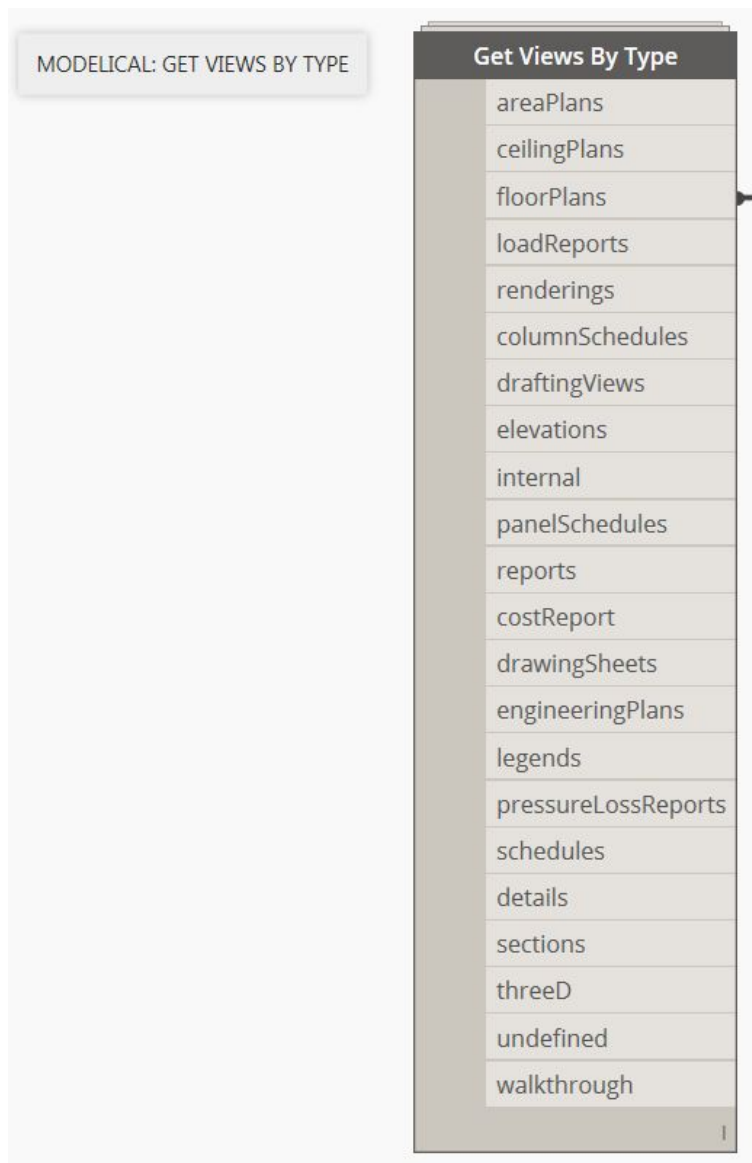 MODELICAL: GET VIEWS BY TYPE
Get Views By Type
areaPlans
ceilingPlans
floorPlans
loadReports
renderings
columnSchedules
draftingViews
elevations
internal
panelSchedules
reports
costReport
drawingSheets
engineeringPlans
legends
pressureLossReports
schedules
details
sections
threeD
undefined
walkthrough